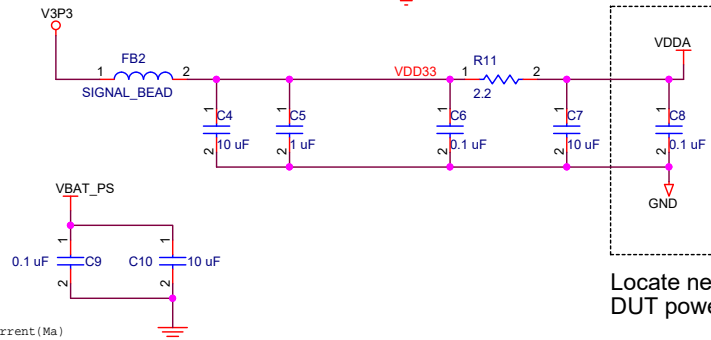 V3P3
FB2
1 2
SIGNAL_BEAD
VDD33
R11
1 2
2.2
VDDA
1 C4
2 10 uF
1 C5
2 1 uF
1 C6
2 0.1 uF
1 C7
2 10 uF
1 C8
2 0.1 uF
GND
VBAT_PS
1
0.1 uF C9
2
1
C10 10 uF
2
Locate ne
DUT powe
rrent(Ma)